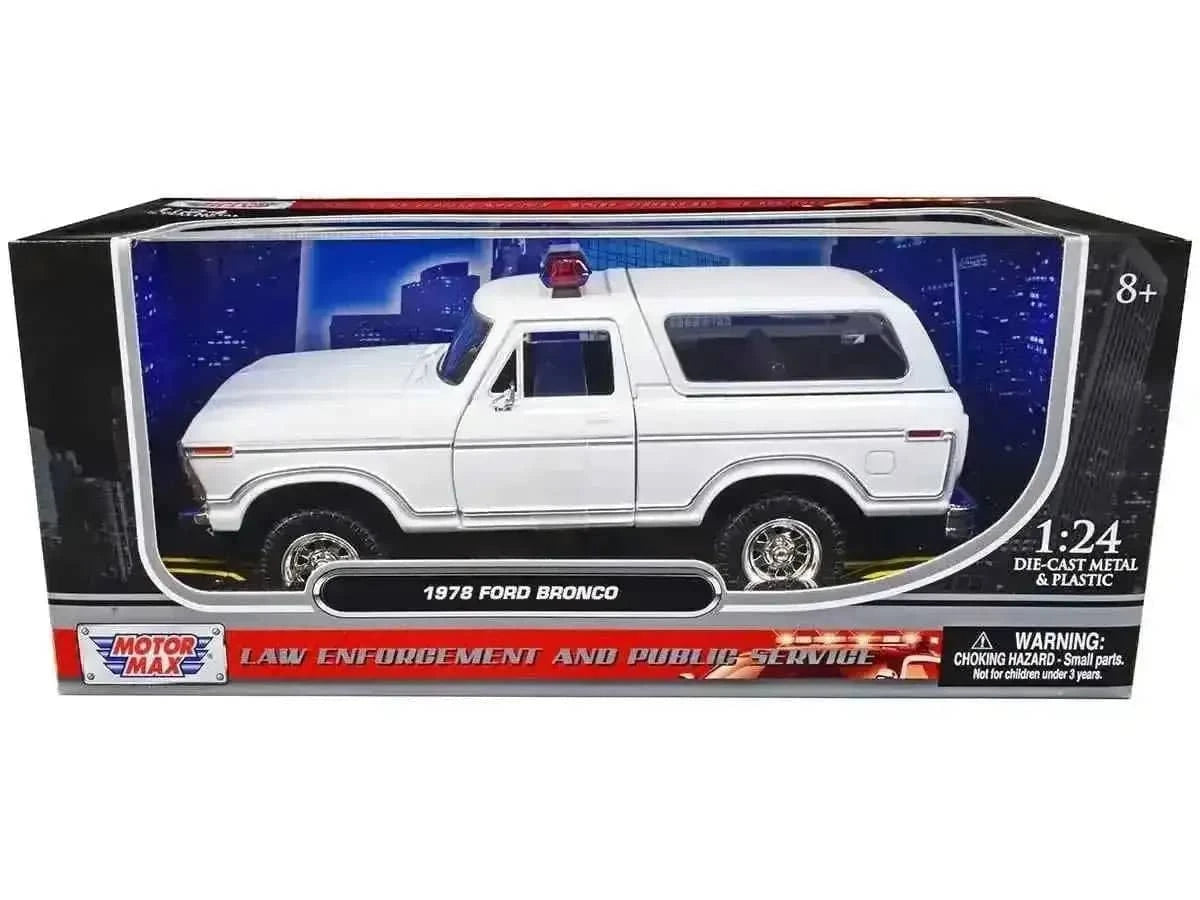 8+
1:24
DIE-CAST METAL
& PLASTIC
1978 FORD BRONCO
MOTOR
MAX
LAW ENFORCEMENT AND PUBLIC SERVICE
WARNING:
CHOKING HAZARD - Small parts.
Not for children under 3 years.